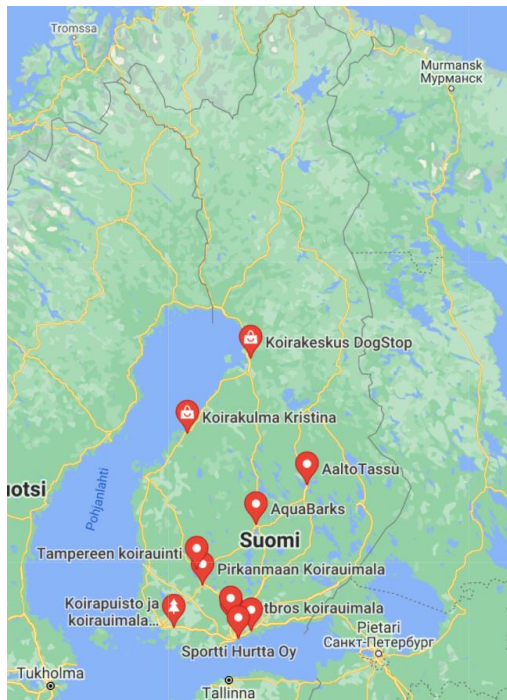 Tromssa
Murmansk
Мурманск
Koirakeskus DogStop
Koirakulma Kristina
AaltoTassu
uotsi
Pohjanlahti
AquaBarks
Suomi
Tampereen koirauinti
Pirkanmaan Koirauimala
Koirapuisto ja
koirauimala...
tbros koirauimala
Sportti Hurtta Oy
Pietari
Санкт-Петербург
Tukholma
Tallinna